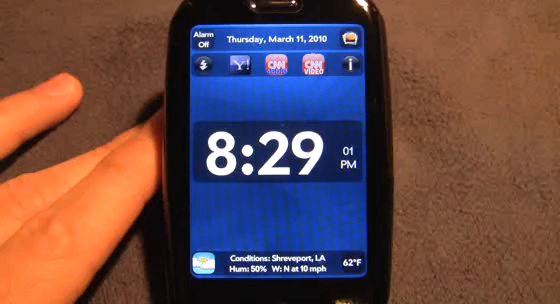 Alarm
Off
Thursday, March 11, 2010
Y!
CNN
AUDIO
CNN
VIDEO
i
8:29
01
PM
Conditions: Shreveport, LA
Hum: 50% W: N at 10 mph
62°F